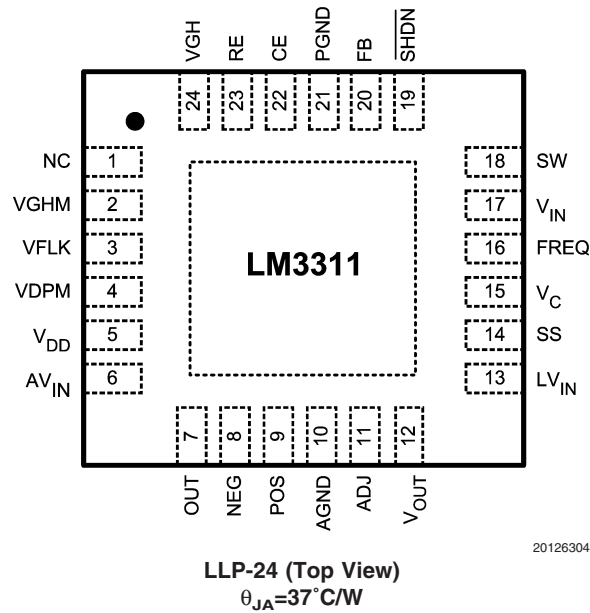 VGH RE CE PGND FB SHDN
24 23 22 21 20 19
NC 1
VGHM 2
VFLK 3
VDPM 4
VDD 5
AVIN 6
LM3311
18 SW
17 VIN
16 FREQ
15 VC
14 SS
13 LVIN
7 8 9 10 11 12
OUT NEG POS AGND ADJ VOUT
20126304
LLP-24 (Top View)
θJA=37˚C/W